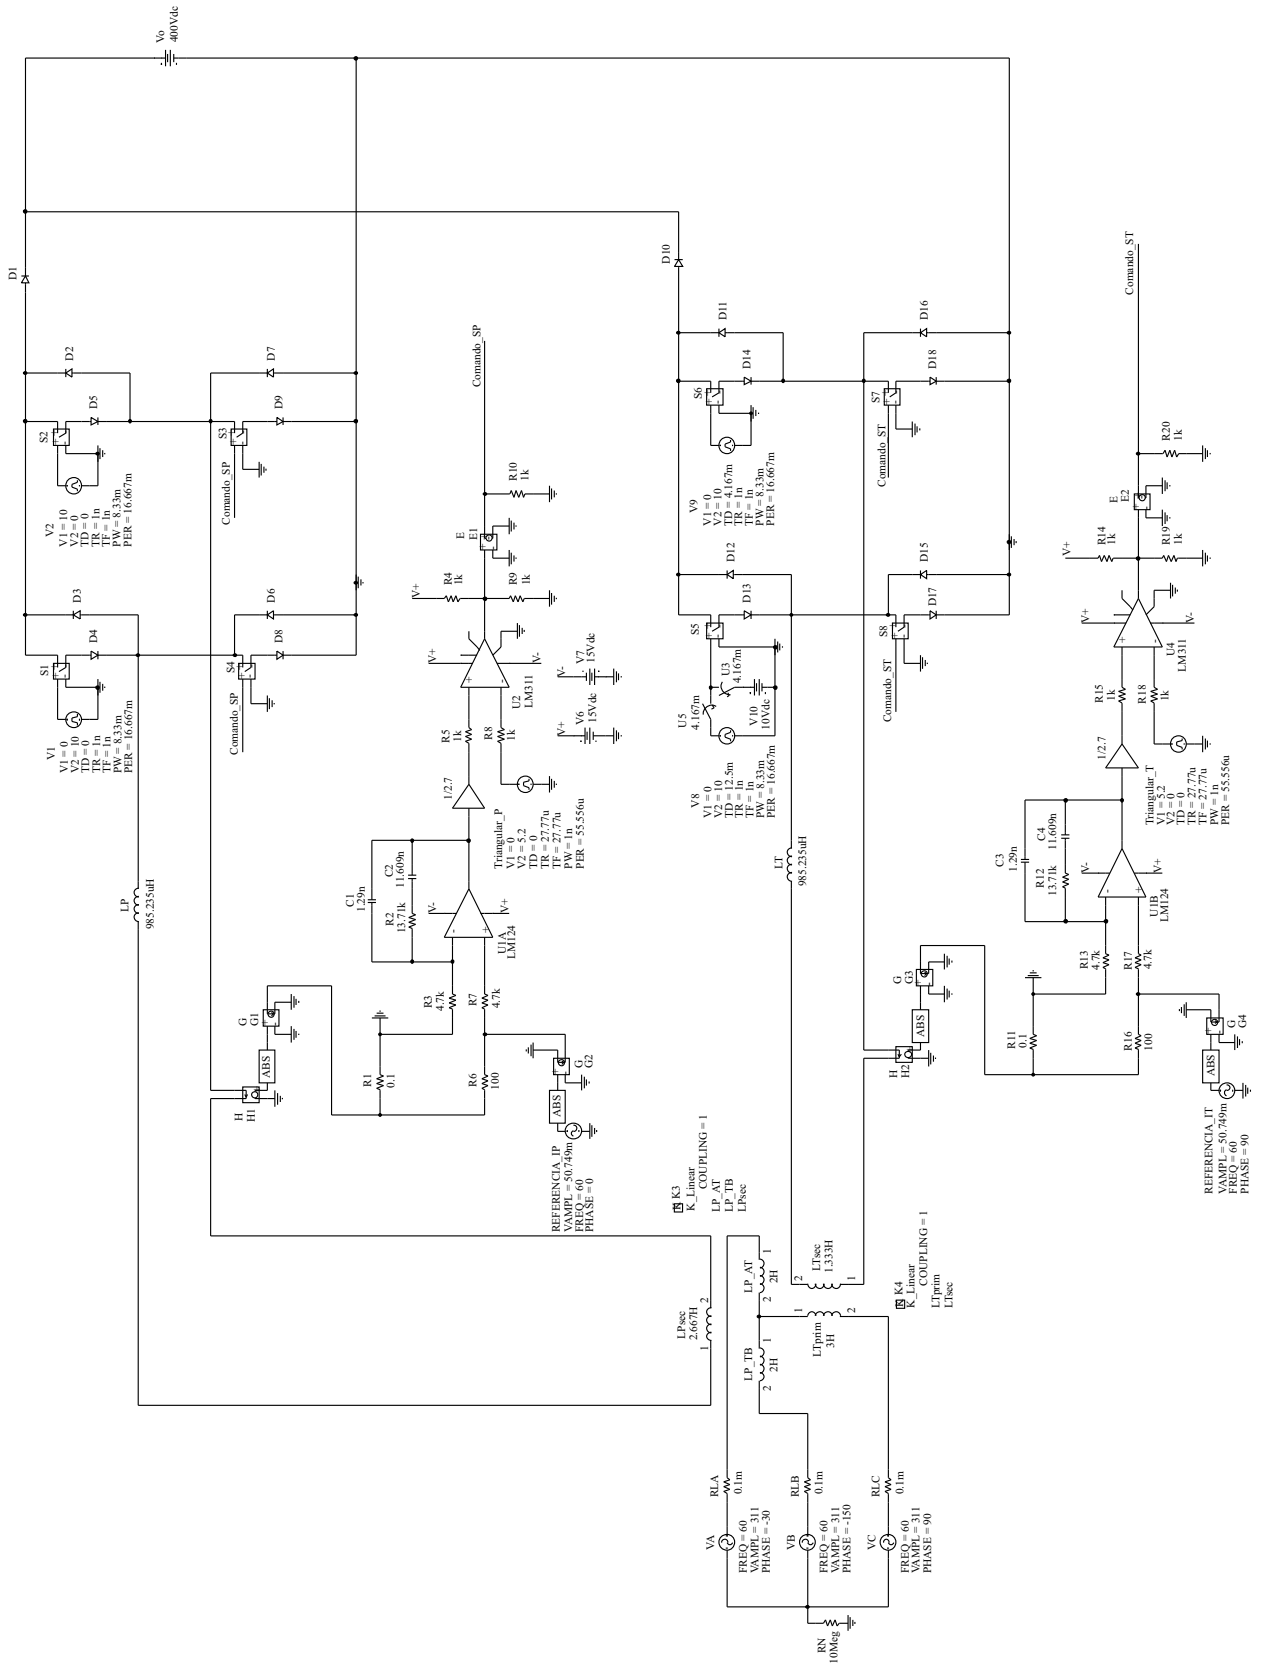 Vo
400Vdc
D1
D2
D5
S2
V2
V1 = 10
V2 = 0
TD = 0
TR = 1n
TF = 1n
PW = 8.33m
PER = 16.667m
D7
D9
S3
Comando_SP
D3
D4
S1
V1
V1 = 0
V2 = 10
TD = 0
TR = 1n
TF = 1n
PW = 8.33m
PER = 16.667m
D6
D8
S4
Comando_SP
LP
985.235uH
Comando_SP
R10
1k
E
E1
V+
R4
1k
R9
1k
V+
V-
U2
LM311
R5
1k
R8
1k
V-
V7
15Vdc
V+
V6
15Vdc
1/2.7
Triangular_P
V1 = 0
V2 = 5.2
TD = 0
TR = 27.77u
TF = 27.77u
PW = 1n
PER = 55.556u
C1
1.29n
C2
11.609n
R2
13.71k
V-
V+
U1A
LM124
R3
4.7k
R7
4.7k
G
G1
ABS
H
H1
R1
0.1
R6
100
G
G2
ABS
REFERENCIA_IP
VAMPL = 50.749m
FREQ = 60
PHASE = 0
D10
D11
D14
S6
V9
V1 = 0
V2 = 10
TD = 4.167m
TR = 1n
TF = 1n
PW = 8.33m
PER = 16.667m
D16
D18
S7
Comando_ST
D12
D13
S5
U3
4.167m
U5
4.167m
V10
10Vdc
V8
V1 = 0
V2 = 10
TD = 12.5m
TR = 1n
TF = 1n
PW = 8.33m
PER = 16.667m
D15
D17
S8
Comando_ST
LT
985.235uH
Comando_ST
R20
1k
E
E2
V+
R14
1k
R19
1k
V+
V-
U4
LM311
R15
1k
R18
1k
1/2.7
Triangular_T
V1 = 5.2
V2 = 0
TD = 0
TR = 27.77u
TF = 27.77u
PW = 1n
PER = 55.556u
C3
1.29n
C4
11.609n
R12
13.71k
V-
V+
U1B
LM124
R13
4.7k
R17
4.7k
G
G3
ABS
H
H2
R11
0.1
R16
100
G
G4
ABS
REFERENCIA_IT
VAMPL = 50.749m
FREQ = 60
PHASE = 90
K K3
K_Linear
COUPLING = 1
LP_AT
LP_TB
LPsec
K K4
K_Linear
COUPLING = 1
LTprim
LTsec
LPsec
2.667H
1
2
LP_AT
2H
1
2
LP_TB
2H
1
2
LTsec
1.333H
2
1
LTprim
3H
1
2
RLA
0.1m
RLB
0.1m
RLC
0.1m
VA
FREQ = 60
VAMPL = 311
PHASE = -30
VB
FREQ = 60
VAMPL = 311
PHASE = -150
VC
FREQ = 60
VAMPL = 311
PHASE = 90
RN
10Meg